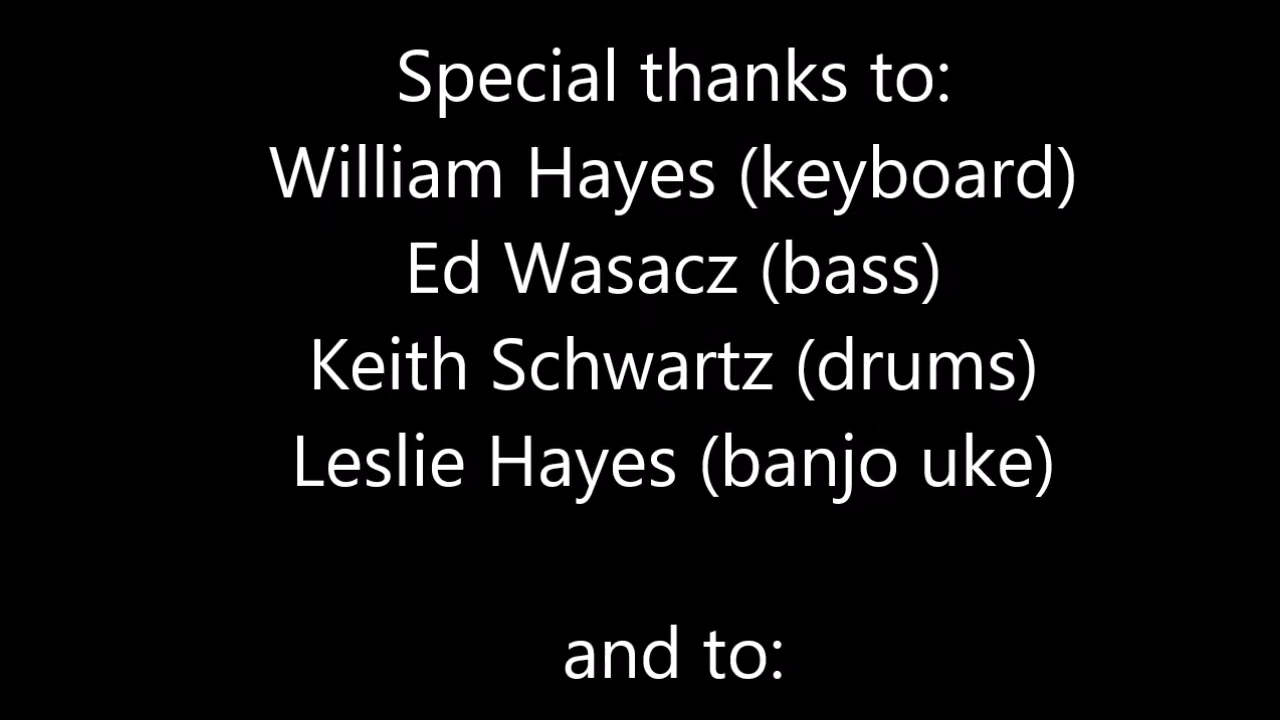 Special thanks to:
William Hayes (keyboard)
Ed Wasacz (bass)
Keith Schwartz (drums)
Leslie Hayes (banjo uke)
and to: